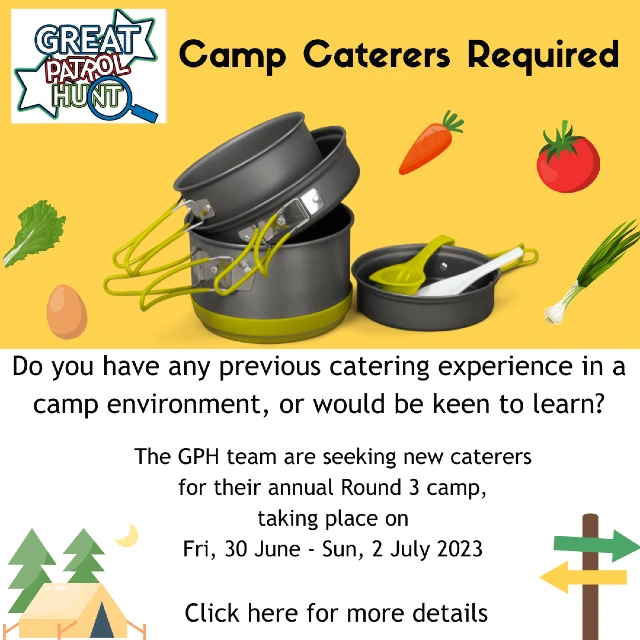 GREAT
PATROL
HUNT
Camp Caterers Required
Do you have any previous catering experience in a
camp environment, or would be keen to learn?
The GPH team are seeking new caterers
for their annual Round 3 camp,
taking place on
Fri, 30 June - Sun, 2 July 2023
Click here for more details